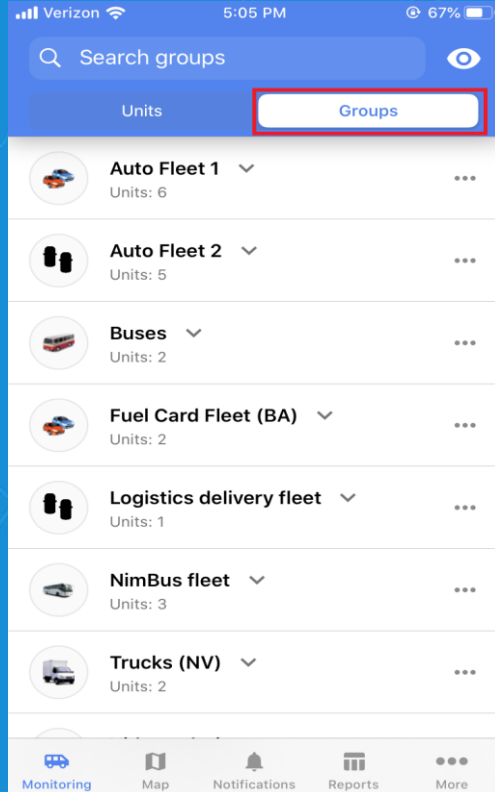 Verizon 5:05 PM 67%
Search groups
Units Groups
Auto Fleet 1
Units: 6
Auto Fleet 2
Units: 5
Buses
Units: 2
Fuel Card Fleet (BA)
Units: 2
Logistics delivery fleet
Units: 1
NimBus fleet
Units: 3
Trucks (NV)
Units: 2
Monitoring Map Notifications Reports More